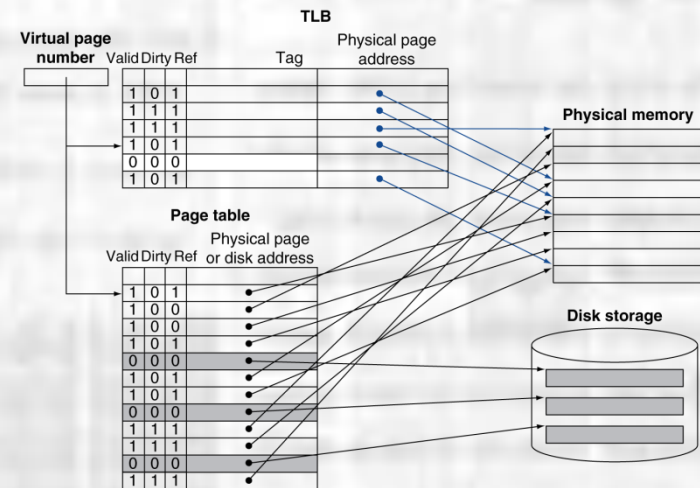 TLB
Virtual page
number
Valid Dirty Ref
Tag
Physical page
address
1 0 1
1 1 1
1 1 1
1 0 1
0 0 0
1 0 1
Physical memory
Page table
Physical page
or disk address
Valid Dirty Ref
1 0 1
1 0 0
1 0 0
1 0 1
0 0 0
1 0 1
1 0 1
0 0 0
1 1 1
1 1 1
0 0 0
1 1 1
Disk storage